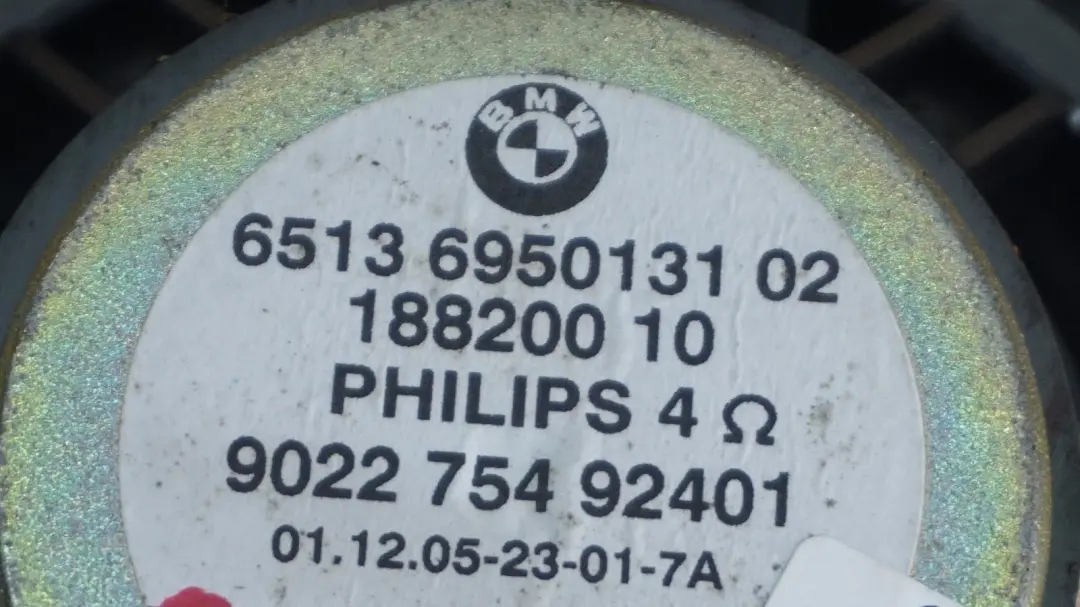 BMW
6513 6950131 02
188200 10
PHILIPS 4 Ω
9022 754 92401
01.12.05-23-01-7A